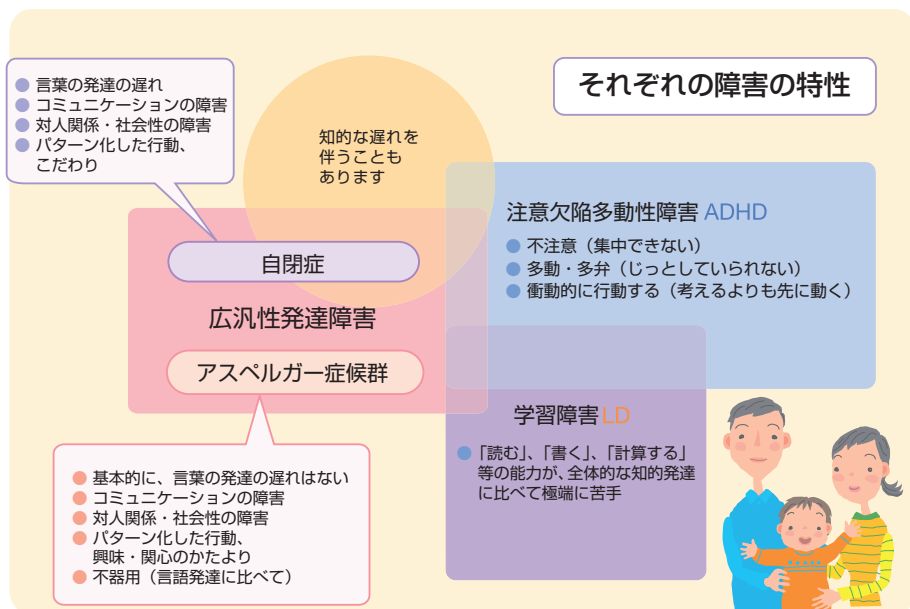 それぞれの障害の特性
● 言葉の発達の遅れ
● コミュニケーションの障害
● 対人関係・社会性の障害
● パターン化した行動、
こだわり
知的な遅れを
伴うことも
あります
自閉症
広汎性発達障害
アスペルガー症候群
● 基本的に、言葉の発達の遅れはない
● コミュニケーションの障害
● 対人関係・社会性の障害
● パターン化した行動、
興味・関心のかたより
● 不器用（言語発達に比べて）
注意欠陥多動性障害 ADHD
● 不注意（集中できない）
● 多動・多弁（じっとしていられない）
● 衝動的に行動する（考えるよりも先に動く）
学習障害 LD
● 「読む」、「書く」、「計算する」
等の能力が、全体的な知的発達
に比べて極端に苦手